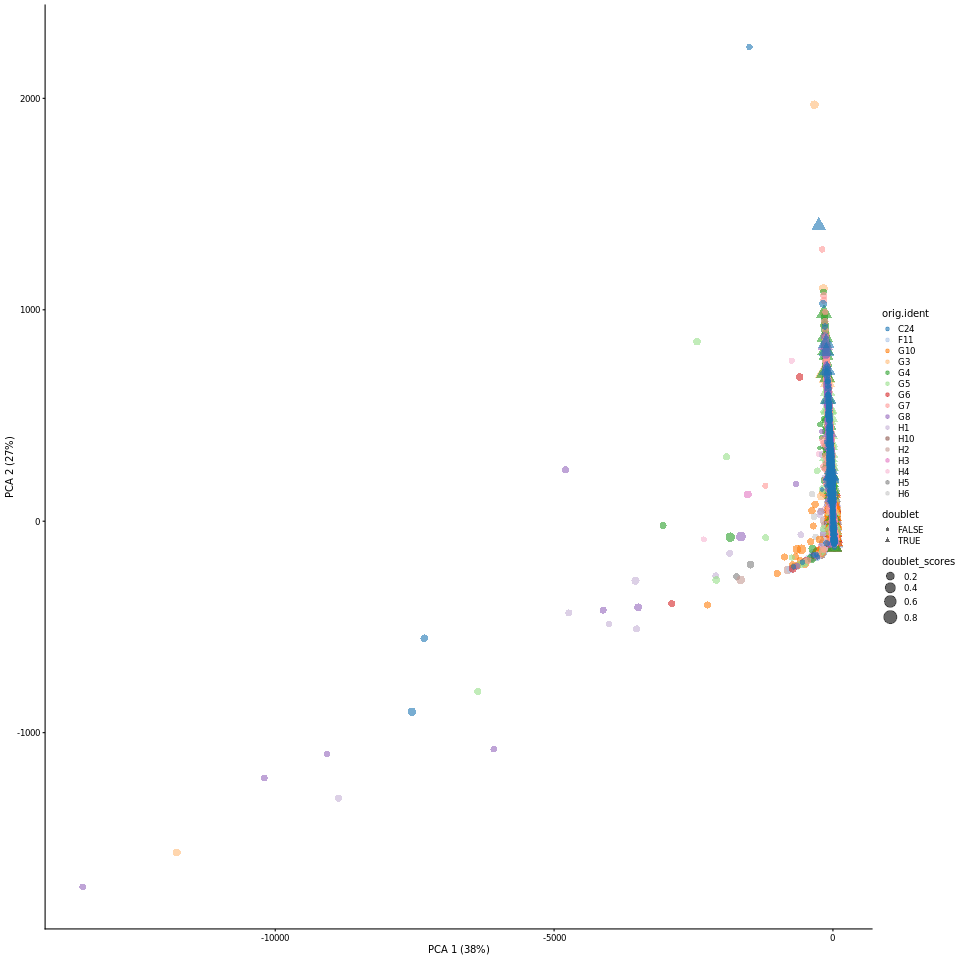 2000
1000
0
-1000
PCA 2 (27%)
-10000
-5000
0
PCA 1 (38%)
orig.ident
C24
F11
G10
G3
G4
G5
G6
G7
G8
H1
H10
H2
H3
H4
H5
H6
doublet
FALSE
TRUE
doublet_scores
0.2
0.4
0.6
0.8